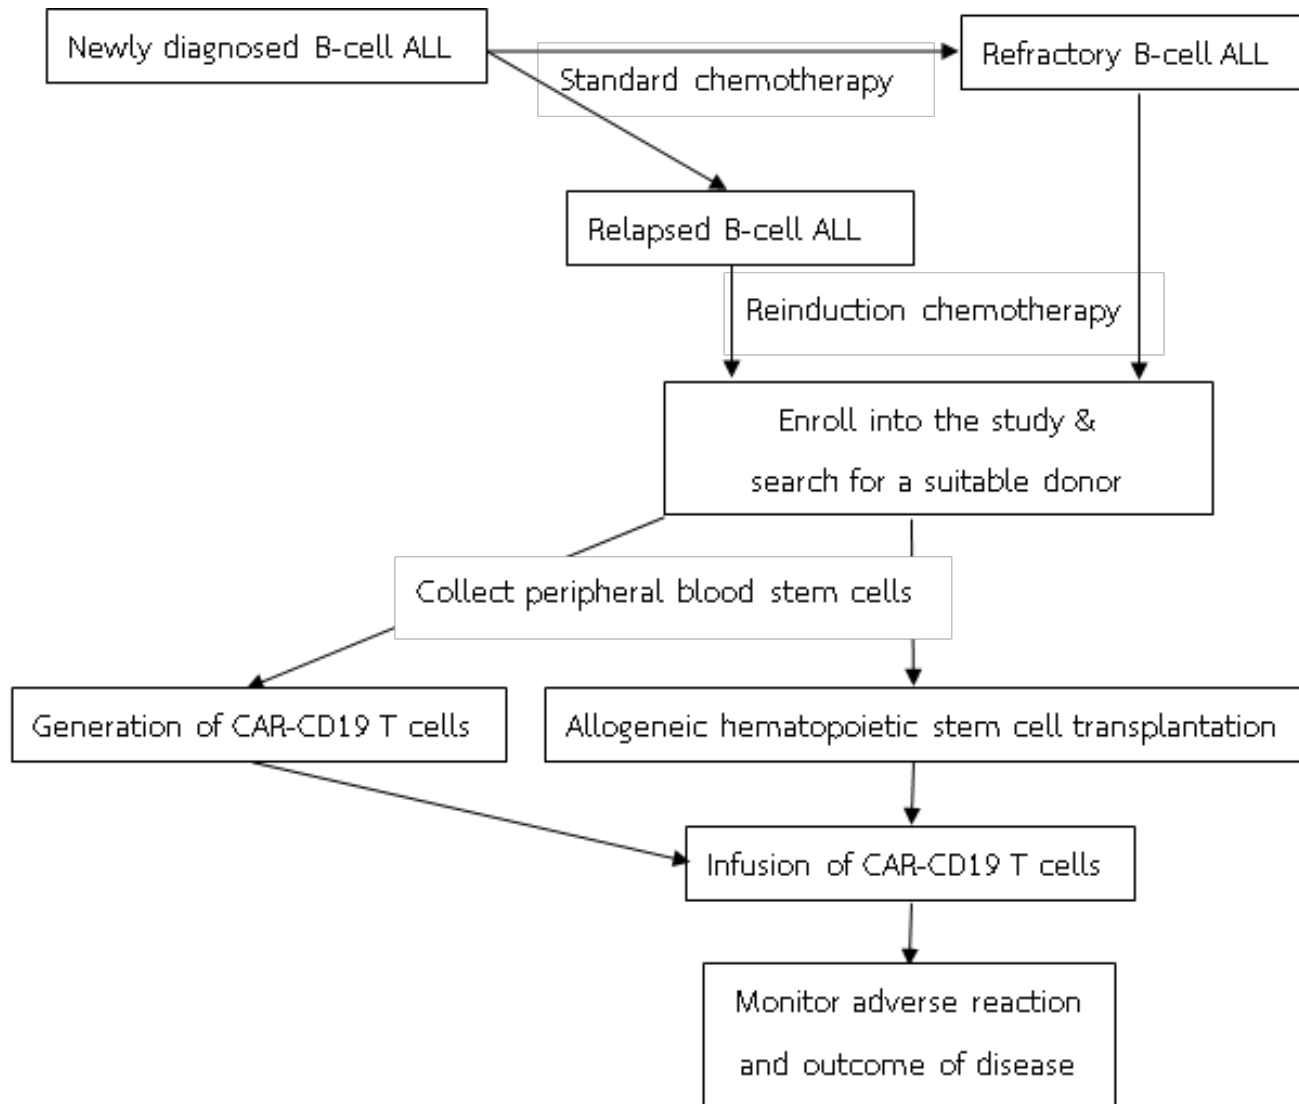 Newly diagnosed B-cell ALL
Refractory B-cell ALL
Standard chemotherapy
Relapsed B-cell ALL
Reinduction chemotherapy
Enroll into the study &
search for a suitable donor
Collect peripheral blood stem cells
Generation of CAR-CD19 T cells
Allogeneic hematopoietic stem cell transplantation
Infusion of CAR-CD19 T cells
Monitor adverse reaction
and outcome of disease